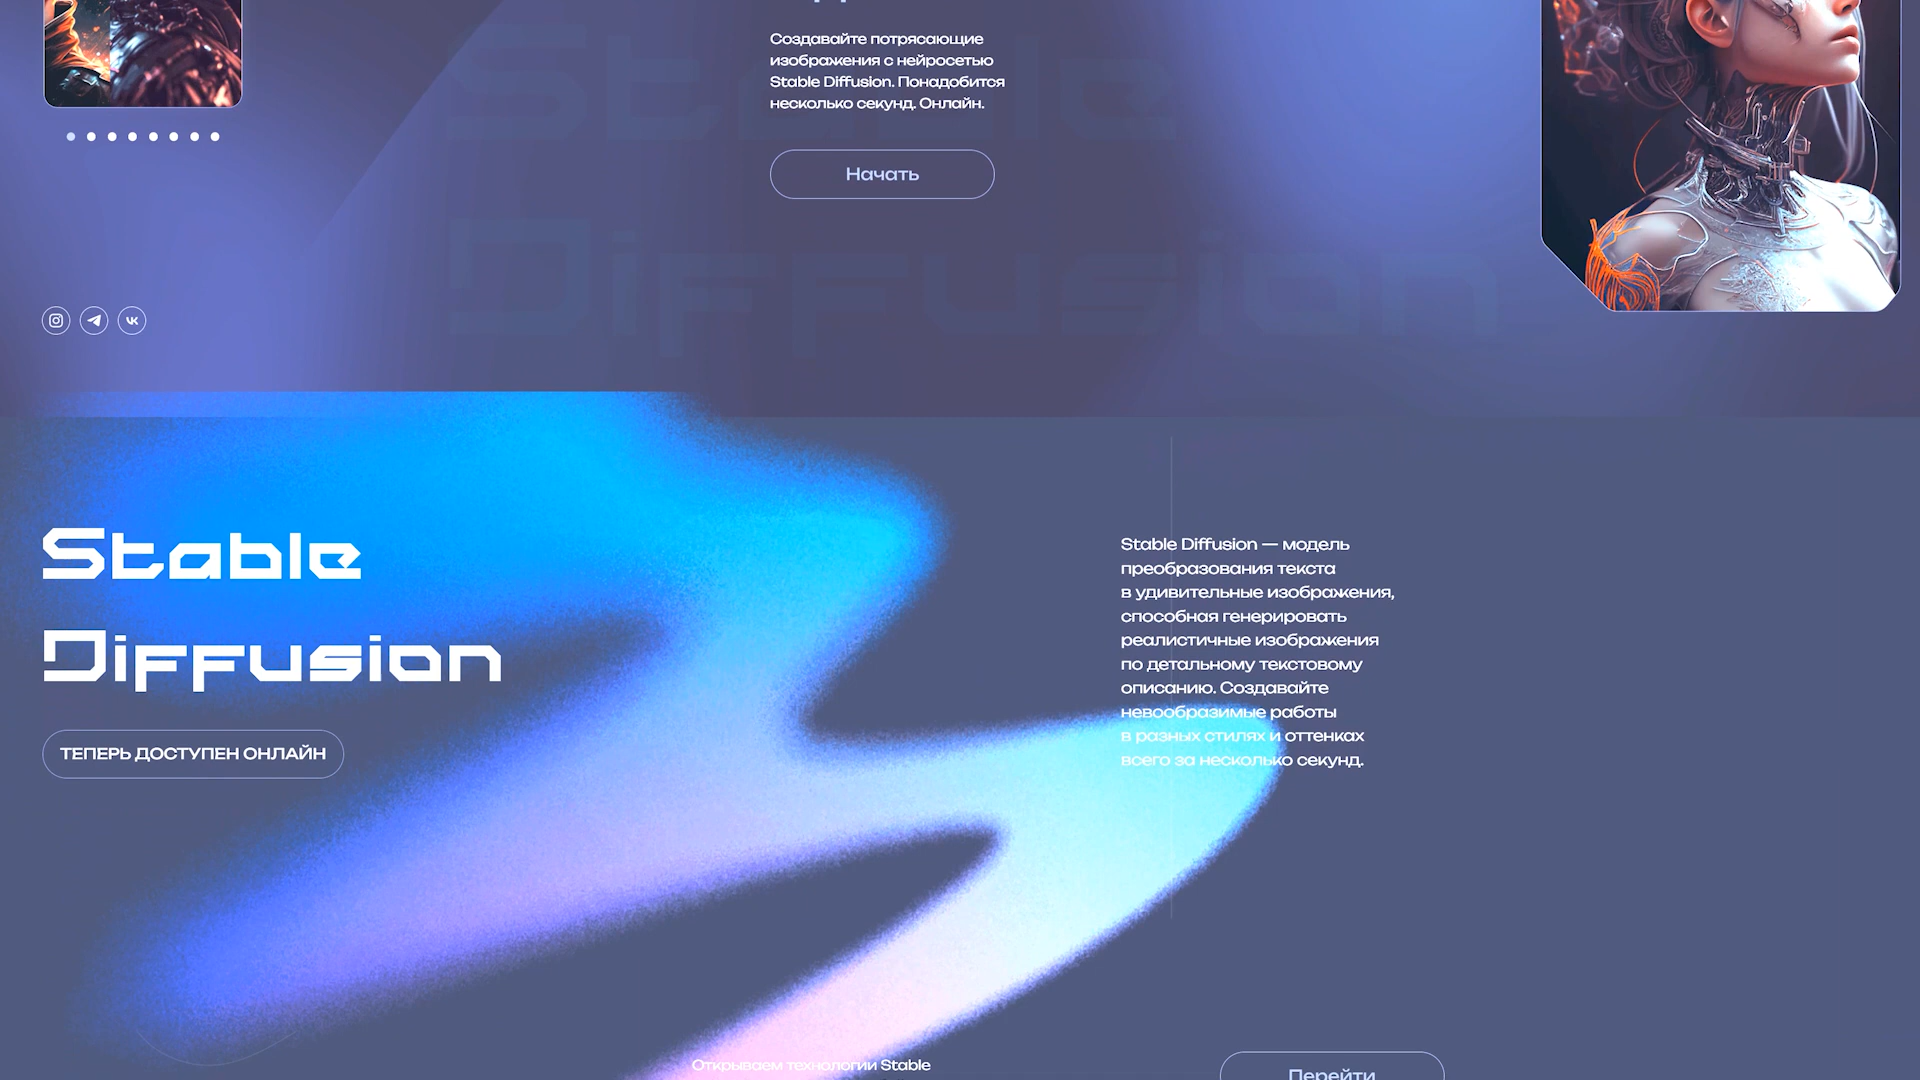 Создавайте потрясающие
изображения с нейросетью
Stable Diffusion. Понадобится
несколько секунд. Онлайн.
Начать
Stable
Diffusion
Stable
Diffusion
ТЕПЕРЬ ДОСТУПЕН ОНЛАЙН
Stable Diffusion — модель
преобразования текста
в удивительные изображения,
способная генерировать
реалистичные изображения
по детальному текстовому
описанию. Создавайте
невообразимые работы
в разных стилях и оттенках
всего за несколько секунд.
Открываем технологии Stable
Перейти